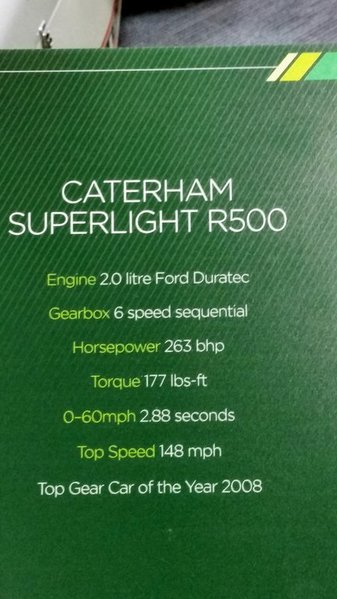 CATERHAM
SUPERLIGHT R500
Engine 2.0 litre Ford Duratec
Gearbox 6 speed sequential
Horsepower 263 bhp
Torque 177 lbs-ft
0-60mph 2.88 seconds
Top Speed 148 mph
Top Gear Car of the Year 2008